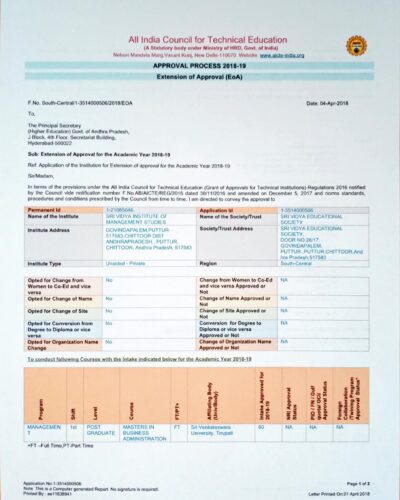 All India Council for Technical Education
(A Statutory body under Ministry of HRD, Govt. of India)
Nelson Mandela Marg, Vasant Kunj, New Delhi-110070 Website: www.aicte-india.org
APPROVAL PROCESS 2018-19
Extension of Approval (EoA)
F.No. South-Central/1-3514000506/2018/EOA
Date: 04-Apr-2018
To,
The Principal Secretary
(Higher Education) Govt. of Andhra Pradesh,
J Block, 4th Floor, Secretariat Building,
Hyderabad-500022
Sub: Extension of Approval for the Academic Year 2018-19
Ref: Application of the Institution for Extension of approval for the Academic Year 2018-19
Sir/Madam,
In terms of the provisions under the All India Council for Technical Education (Grant of Approvals for Technical Institutions) Regulations 2016 notified
by the Council vide notification number F.No.AB/AICTE/REG/2016 dated 30/11/2016 and amended on December 5, 2017 and norms standards,
procedures and conditions prescribed by the Council from time to time, I am directed to convey the approval to
Permanent Id
Application Id 1-3514000506
Name of the Institute SRI VIDYA INSTITUTE OF MANAGEMENT STUDIES
Name of the Society/Trust SRI VIDYA EDUCATIONAL SOCIETY
Institute Address GOVINDAPALEM,PUTTUR 517583,CHITTOOR DIST ANDHRAPRADESH., PUTTUR, CHITTOOR, Andhra Pradesh, 517583
Society/Trust Address SRI VIDYA EDUCATIONAL SOCIETY, DOOR NO.26/17, GOVINDAPALEM, PUTTUR.,PUTTUR,CHITTOOR,Andhra Pradesh,517583
Institute Type Unaided - Private
Region South-Central
Opted for Change from Women to Co-Ed and vice versa No
Change from Women to Co-Ed and vice versa Approved or Not NA
Opted for Change of Name No
Change of Name Approved or Not NA
Opted for Change of Site No
Change of Site Approved or Not NA
Opted for Conversion from Degree to Diploma or vice versa No
Conversion for Degree to Diploma or vice versa Approved or Not NA
Opted for Organization Name Change No
Change of Organization Name Approved or Not NA
To conduct following Courses with the Intake indicated below for the Academic Year 2018-19
Program Shift Level Course FT/PT+ Affiliating Body (Univ/Body) Intake Approved for 2018-19 NRI Approval Status PIO / FN / Gulf quota/ OCI/ Approval Status Foreign Collaboration /Twining Program Approval Status*
MANAGEMENT 1st POST GRADUATE MASTERS IN BUSINESS ADMINISTRATION FT Sri Venkateswara University, Tirupati 60 NA NA NA
+FT –Full Time,PT-Part Time
Application No:1-3514000506
Page 1 of 2
Note: This is a Computer generated Report. No signature is required.
Printed By : ae11638941
Letter Printed On:01 April 2018